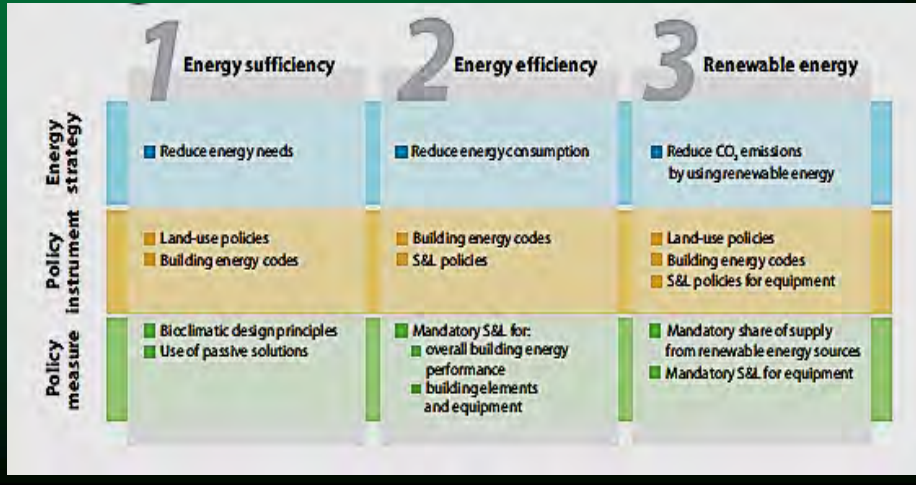 1 Energy sufficiency
2 Energy efficiency
3 Renewable energy
Energy
strategy
Reduce energy needs
Reduce energy consumption
Reduce CO₂ emissions
by using renewable energy
Policy
instrument
Land-use policies
Building energy codes
Building energy codes
S&L policies
Land-use policies
Building energy codes
S&L policies for equipment
Policy
measure
Bioclimatic design principles
Use of passive solutions
Mandatory S&L for:
overall building energy
performance
building elements
and equipment
Mandatory share of supply
from renewable energy sources
Mandatory S&L for equipment